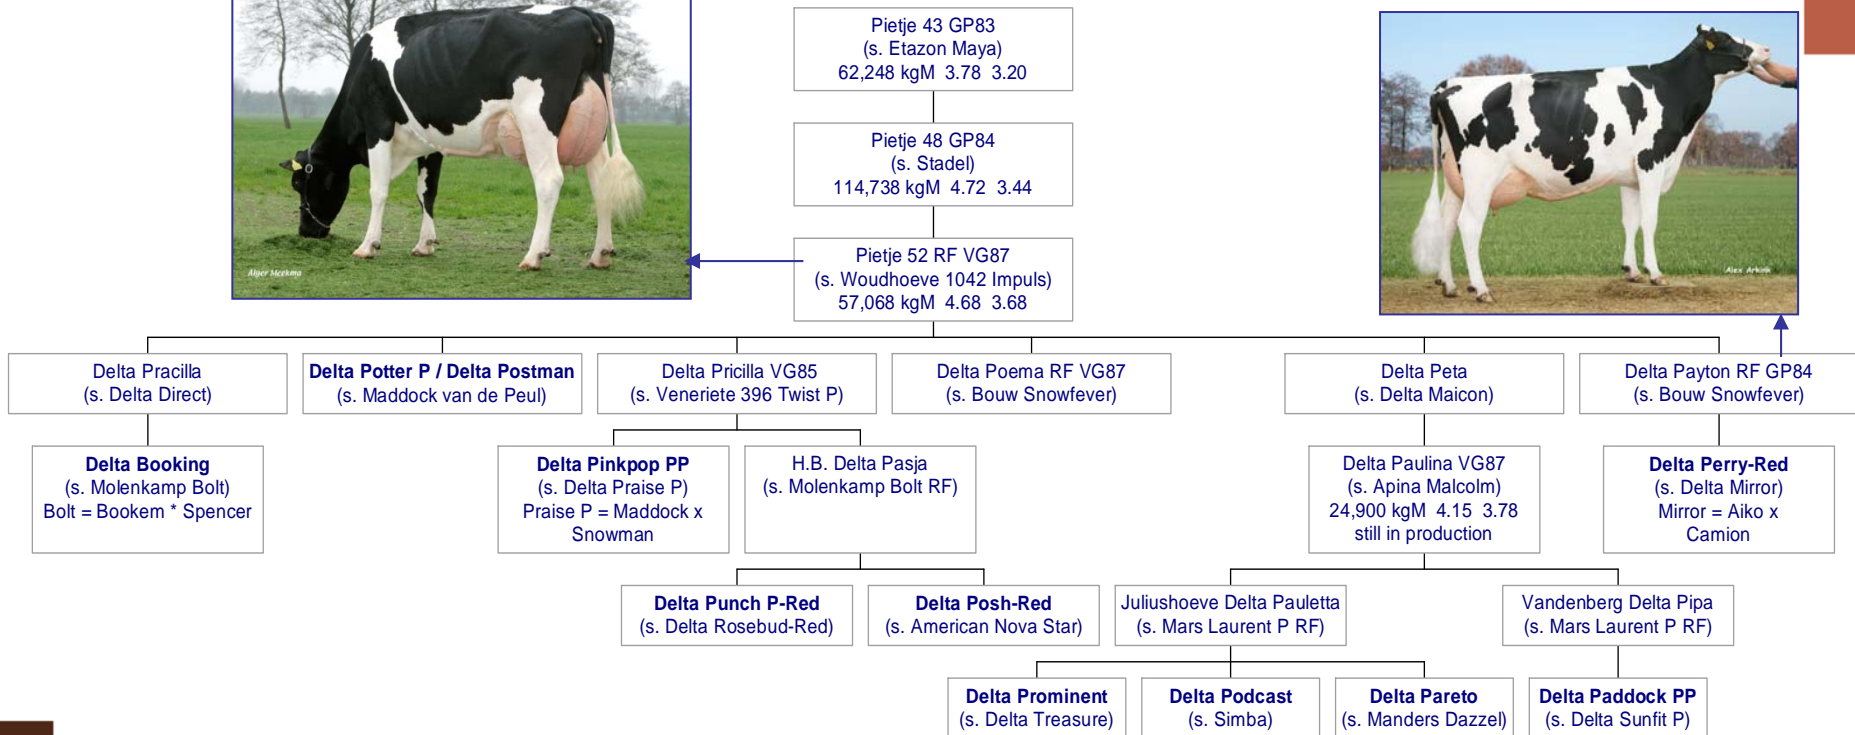 Pietje 43 GP83
(s. Etazon Maya)
62,248 kgM 3.78 3.20
Pietje 48 GP84
(s. Stadel)
114,738 kgM 4.72 3.44
Pietje 52 RF VG87
(s. Woudhoeve 1042 Impuls)
57,068 kgM 4.68 3.68
Alger Meekma
Alex Arkink
Delta Pracilla
(s. Delta Direct)
Delta Potter P / Delta Postman
(s. Maddock van de Peul)
Delta Pricilla VG85
(s. Veneriete 396 Twist P)
Delta Poema RF VG87
(s. Bouw Snowfever)
Delta Peta
(s. Delta Maicon)
Delta Payton RF GP84
(s. Bouw Snowfever)
Delta Booking
(s. Molenkamp Bolt)
Bolt = Bookem * Spencer
Delta Pinkpop PP
(s. Delta Praise P)
Praise P = Maddock x
Snowman
H.B. Delta Pasja
(s. Molenkamp Bolt RF)
Delta Paulina VG87
(s. Apina Malcolm)
24,900 kgM 4.15 3.78
still in production
Delta Perry-Red
(s. Delta Mirror)
Mirror = Aiko x
Camion
Delta Punch P-Red
(s. Delta Rosebud-Red)
Delta Posh-Red
(s. American Nova Star)
Juliushoeve Delta Pauletta
(s. Mars Laurent P RF)
Vandenberg Delta Pipa
(s. Mars Laurent P RF)
Delta Prominent
(s. Delta Treasure)
Delta Podcast
(s. Simba)
Delta Pareto
(s. Manders Dazzel)
Delta Paddock PP
(s. Delta Sunfit P)